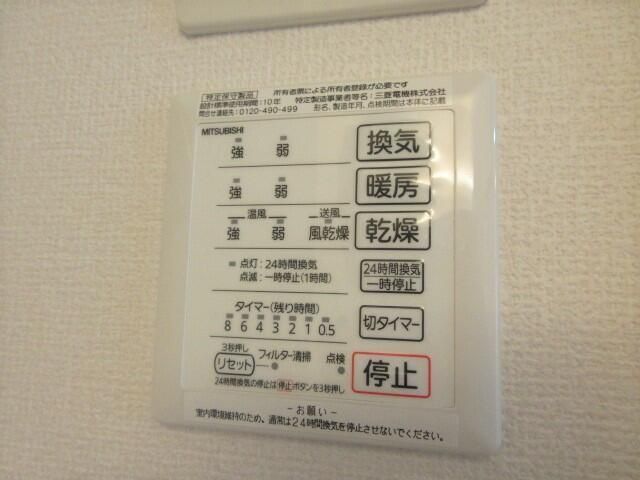 特定保守製品 所有者票による所有者登録が必要です
設計標準使用期間:10年 特定製造事業者等名:三菱電機株式会社
問合せ連絡先:0120-490-499 形名、製造年月、点検期間は本体に記載
MITSUBISHI
強 弱 換気
強 弱 暖房
温風 送風
強 弱 風乾燥 乾燥
点灯:24時間換気
点滅:一時停止(1時間)
24時間換気
一時停止
タイマー(残り時間)
8 6 4 3 2 1 0.5
切タイマー
3秒押し
リセット フィルター清掃 点検
停止
24時間換気の停止は停止ボタンを3秒押し
-お願い-
室内環境維持のため、通常は24時間換気を停止させないでください。